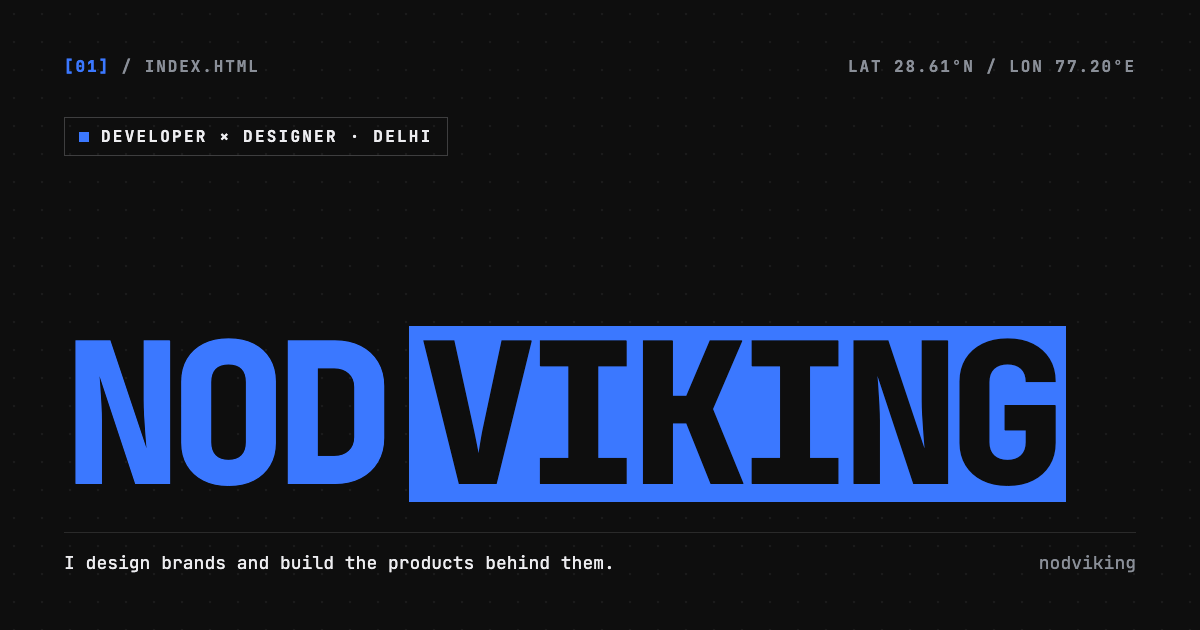 [01] / INDEX.HTML
LAT 28.61°N / LON 77.20°E
DEVELOPER × DESIGNER · DELHI
NOD VIKING
I design brands and build the products behind them.
nodviking